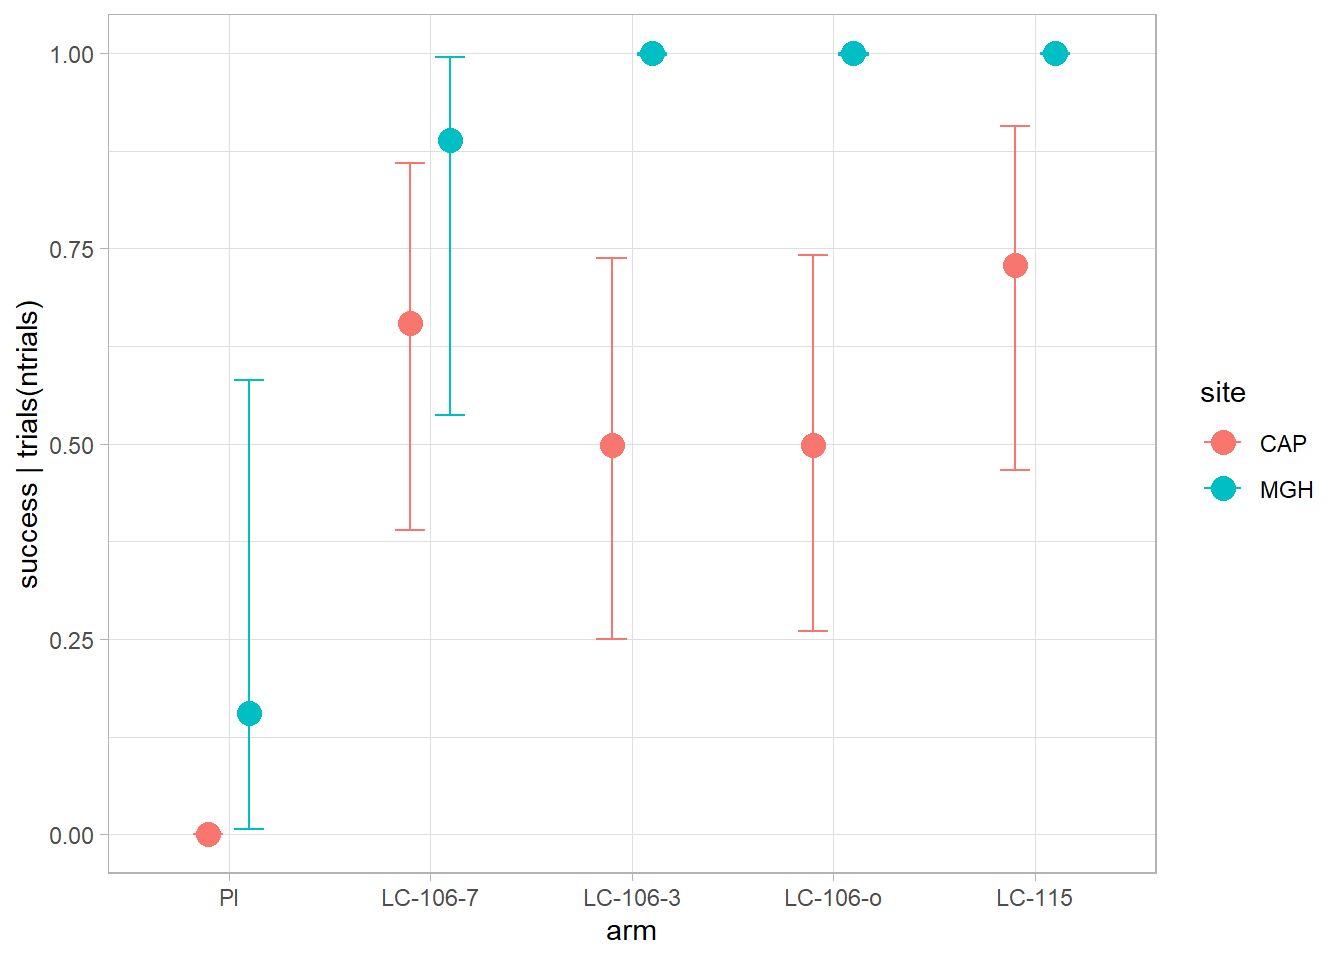 1.00
0.75
0.50
0.25
0.00
success | trials(ntrials)
PI
LC-106-7
LC-106-3
LC-106-o
LC-115
arm
site
CAP
MGH